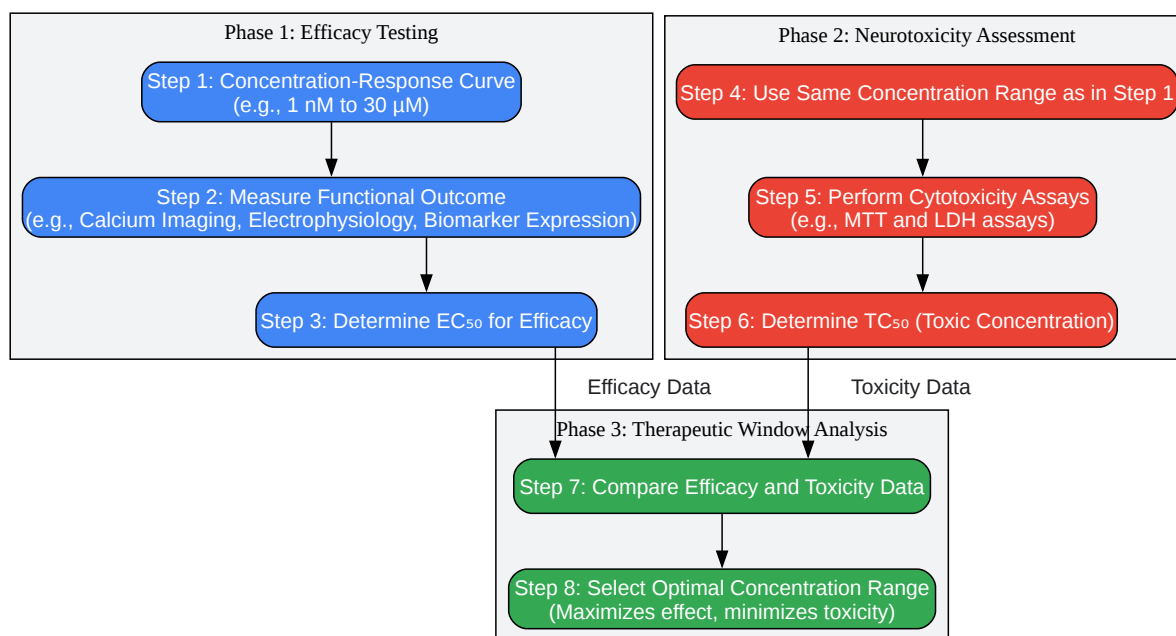 Phase 1: Efficacy Testing
Step 1: Concentration-Response Curve
(e.g., 1 nM to 30 µM)
Step 2: Measure Functional Outcome
(e.g., Calcium Imaging, Electrophysiology, Biomarker Expression)
Step 3: Determine EC₅₀ for Efficacy
Phase 2: Neurotoxicity Assessment
Step 4: Use Same Concentration Range as in Step 1
Step 5: Perform Cytotoxicity Assays
(e.g., MTT and LDH assays)
Step 6: Determine TC₅₀ (Toxic Concentration)
Efficacy Data
Toxicity Data
Phase 3: Therapeutic Window Analysis
Step 7: Compare Efficacy and Toxicity Data
Step 8: Select Optimal Concentration Range
(Maximizes effect, minimizes toxicity)